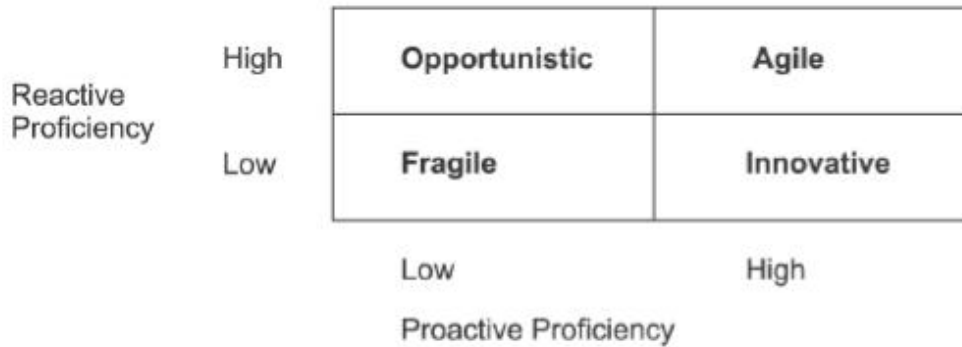 High Opportunistic Agile
Reactive
Proficiency
Low Fragile Innovative
Low High
Proactive Proficiency